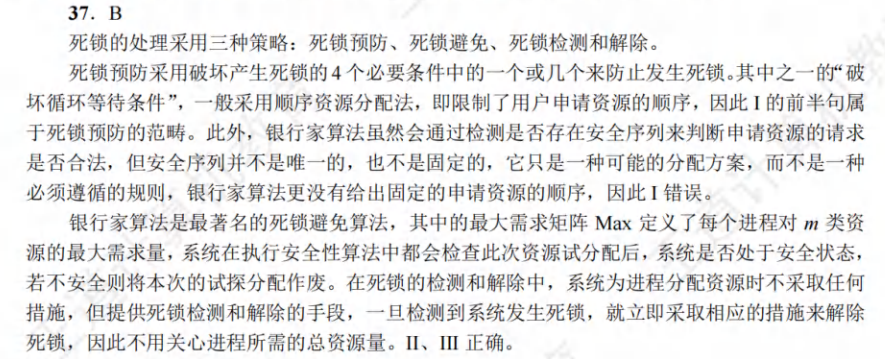 37．B
死锁的处理采用三种策略：死锁预防、死锁避免、死锁检测和解除。
死锁预防采用破坏产生死锁的 4 个必要条件中的一个或几个来防止发生死锁。其中之一的“破
坏循环等待条件”，一般采用顺序资源分配法，即限制了用户申请资源的顺序，因此 I 的前半句属
于死锁预防的范畴。此外，银行家算法虽然会通过检测是否存在安全序列来判断申请资源的请求
是否合法，但安全序列并不是唯一的，也不是固定的，它只是一种可能的分配方案，而不是一种
必须遵循的规则，银行家算法更没有给出固定的申请资源的顺序，因此 I 错误。
银行家算法是最著名的死锁避免算法，其中的最大需求矩阵 Max 定义了每个进程对 m 类资
源的最大需求量，系统在执行安全性算法中都会检查此次资源试分配后，系统是否处于安全状态，
若不安全则将本次的试探分配作废。在死锁的检测和解除中，系统为进程分配资源时不采取任何
措施，但提供死锁检测和解除的手段，一旦检测到系统发生死锁，就立即采取相应的措施来解除
死锁，因此不用关心进程所需的总资源量。II、III 正确。